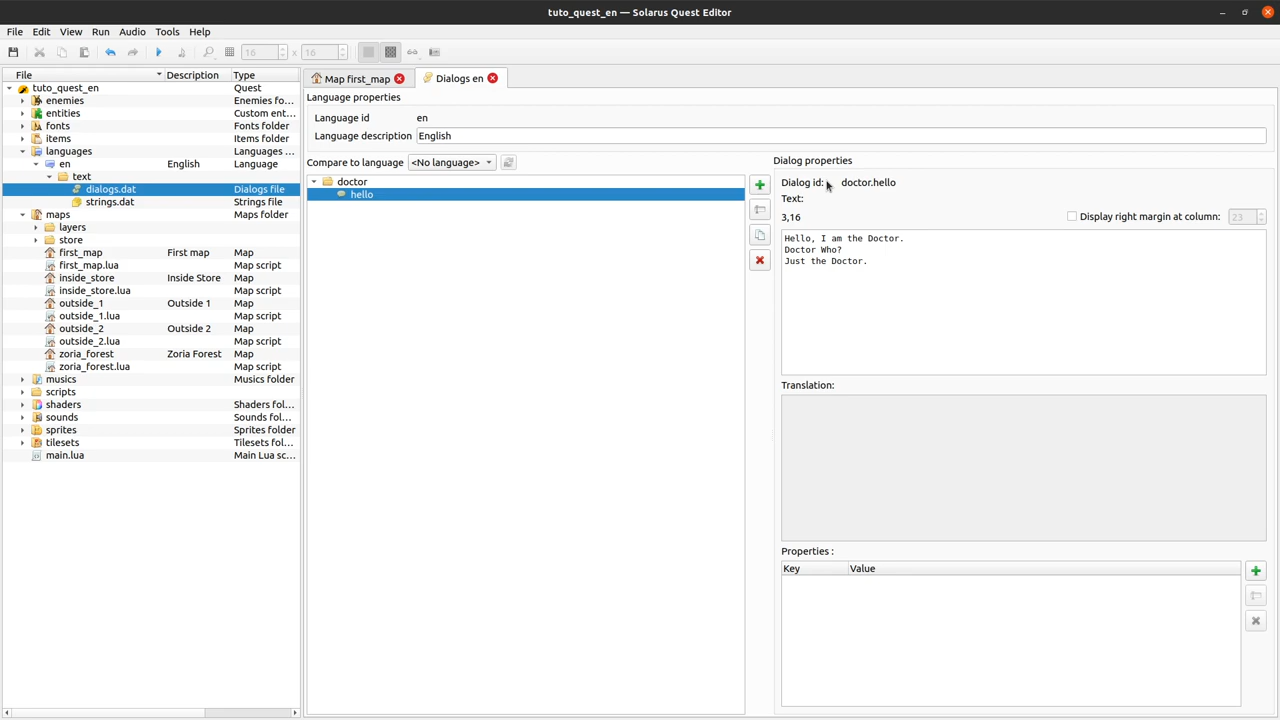 tuto_quest_en — Solarus Quest Editor
File Edit View Run Audio Tools Help
16 x 16
File Description Type
tuto_quest_en Quest
enemies Enemies fo...
entities Custom ent...
fonts Fonts folder
items Items folder
languages Languages ...
en English Language
text
dialogs.dat Dialogs file
strings.dat Strings file
maps Maps folder
layers
store
first_map First map Map
first_map.lua Map script
inside_store Inside Store Map
inside_store.lua Map script
outside_1 Outside 1 Map
outside_1.lua Map script
outside_2 Outside 2 Map
outside_2.lua Map script
zoria_forest Zoria Forest Map
zoria_forest.lua Map script
musics Musics folder
scripts
shaders Shaders fol...
sounds Sounds fol...
sprites Sprites folder
tilesets Tilesets fol...
main.lua Main Lua sc...
Map first_map Dialogs en
Language properties
Language id en
Language description English
Compare to language <No language>
doctor
hello
Dialog properties
Dialog id: doctor.hello
Text:
3,16 Display right margin at column: 23
Hello, I am the Doctor.
Doctor Who?
Just the Doctor.
Translation:
Properties :
Key Value